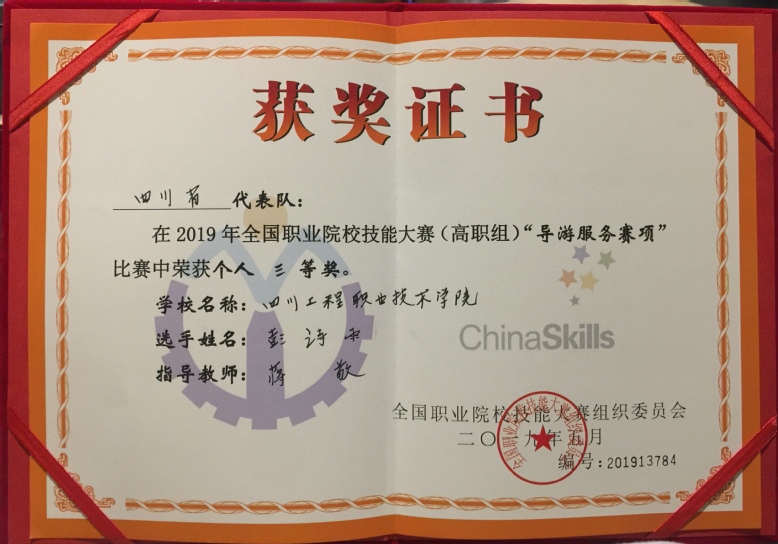 获奖证书
四川省 代表队：
在2019年全国职业院校技能大赛（高职组）“导游服务赛项”
比赛中荣获个人 三 等奖。
学校名称：四川工程职业技术学院
选手姓名：彭诗雨
指导教师：蒋敬
ChinaSkills
全国职业院校技能大赛组织委员会
二〇一九年五月
编号：201913784